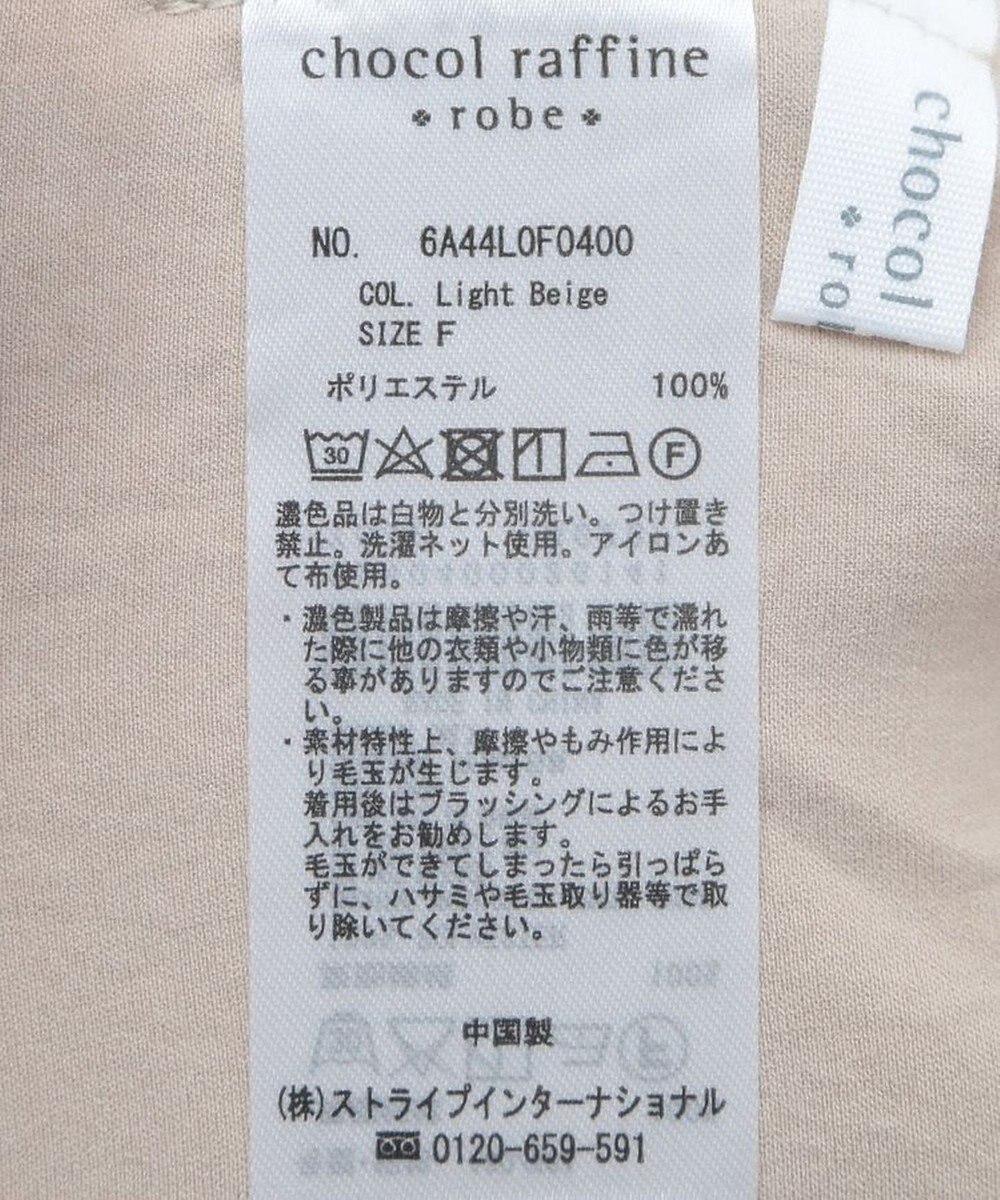 chocol raffine
robe
NO. 6A44L0F0400
COL. Light Beige
SIZE F
ポリエステル 100%
30
F
濃色品は白物と分別洗い。つけ置き
禁止。洗濯ネット使用。アイロンあ
て布使用。
・濃色製品は摩擦や汗、雨等で濡れ
た際に他の衣類や小物類に色が移
る事がありますのでご注意くださ
い。
・素材特性上、摩擦やもみ作用によ
り毛玉が生じます。
着用後はブラッシングによるお手
入れをお勧めします。
毛玉ができてしまったら引っぱら
ずに、ハサミや毛玉取り器等で取
り除いてください。
中国製
(株)ストライプインターナショナル
0120-659-591
chocol